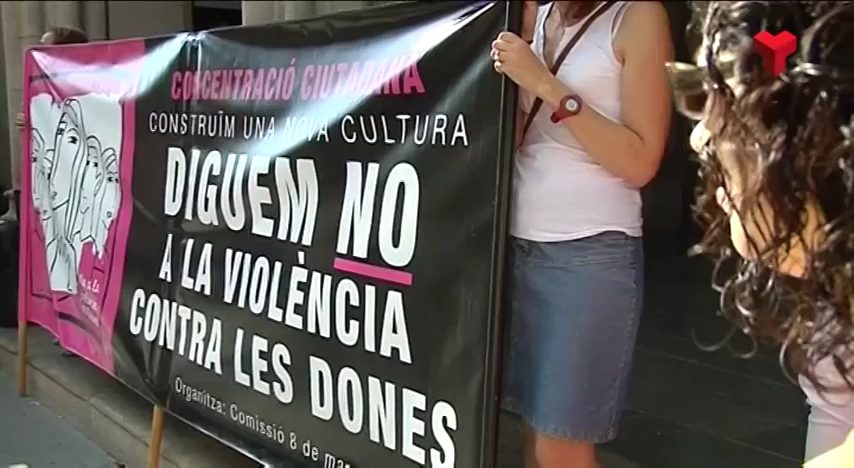 CONCENTRACIÓ CIUTADANA
CONSTRUÏM UNA NOVA CULTURA
DIGUEM NO
A LA VIOLÈNCIA
CONTRA LES DONES
Organitza: Comissió 8 de